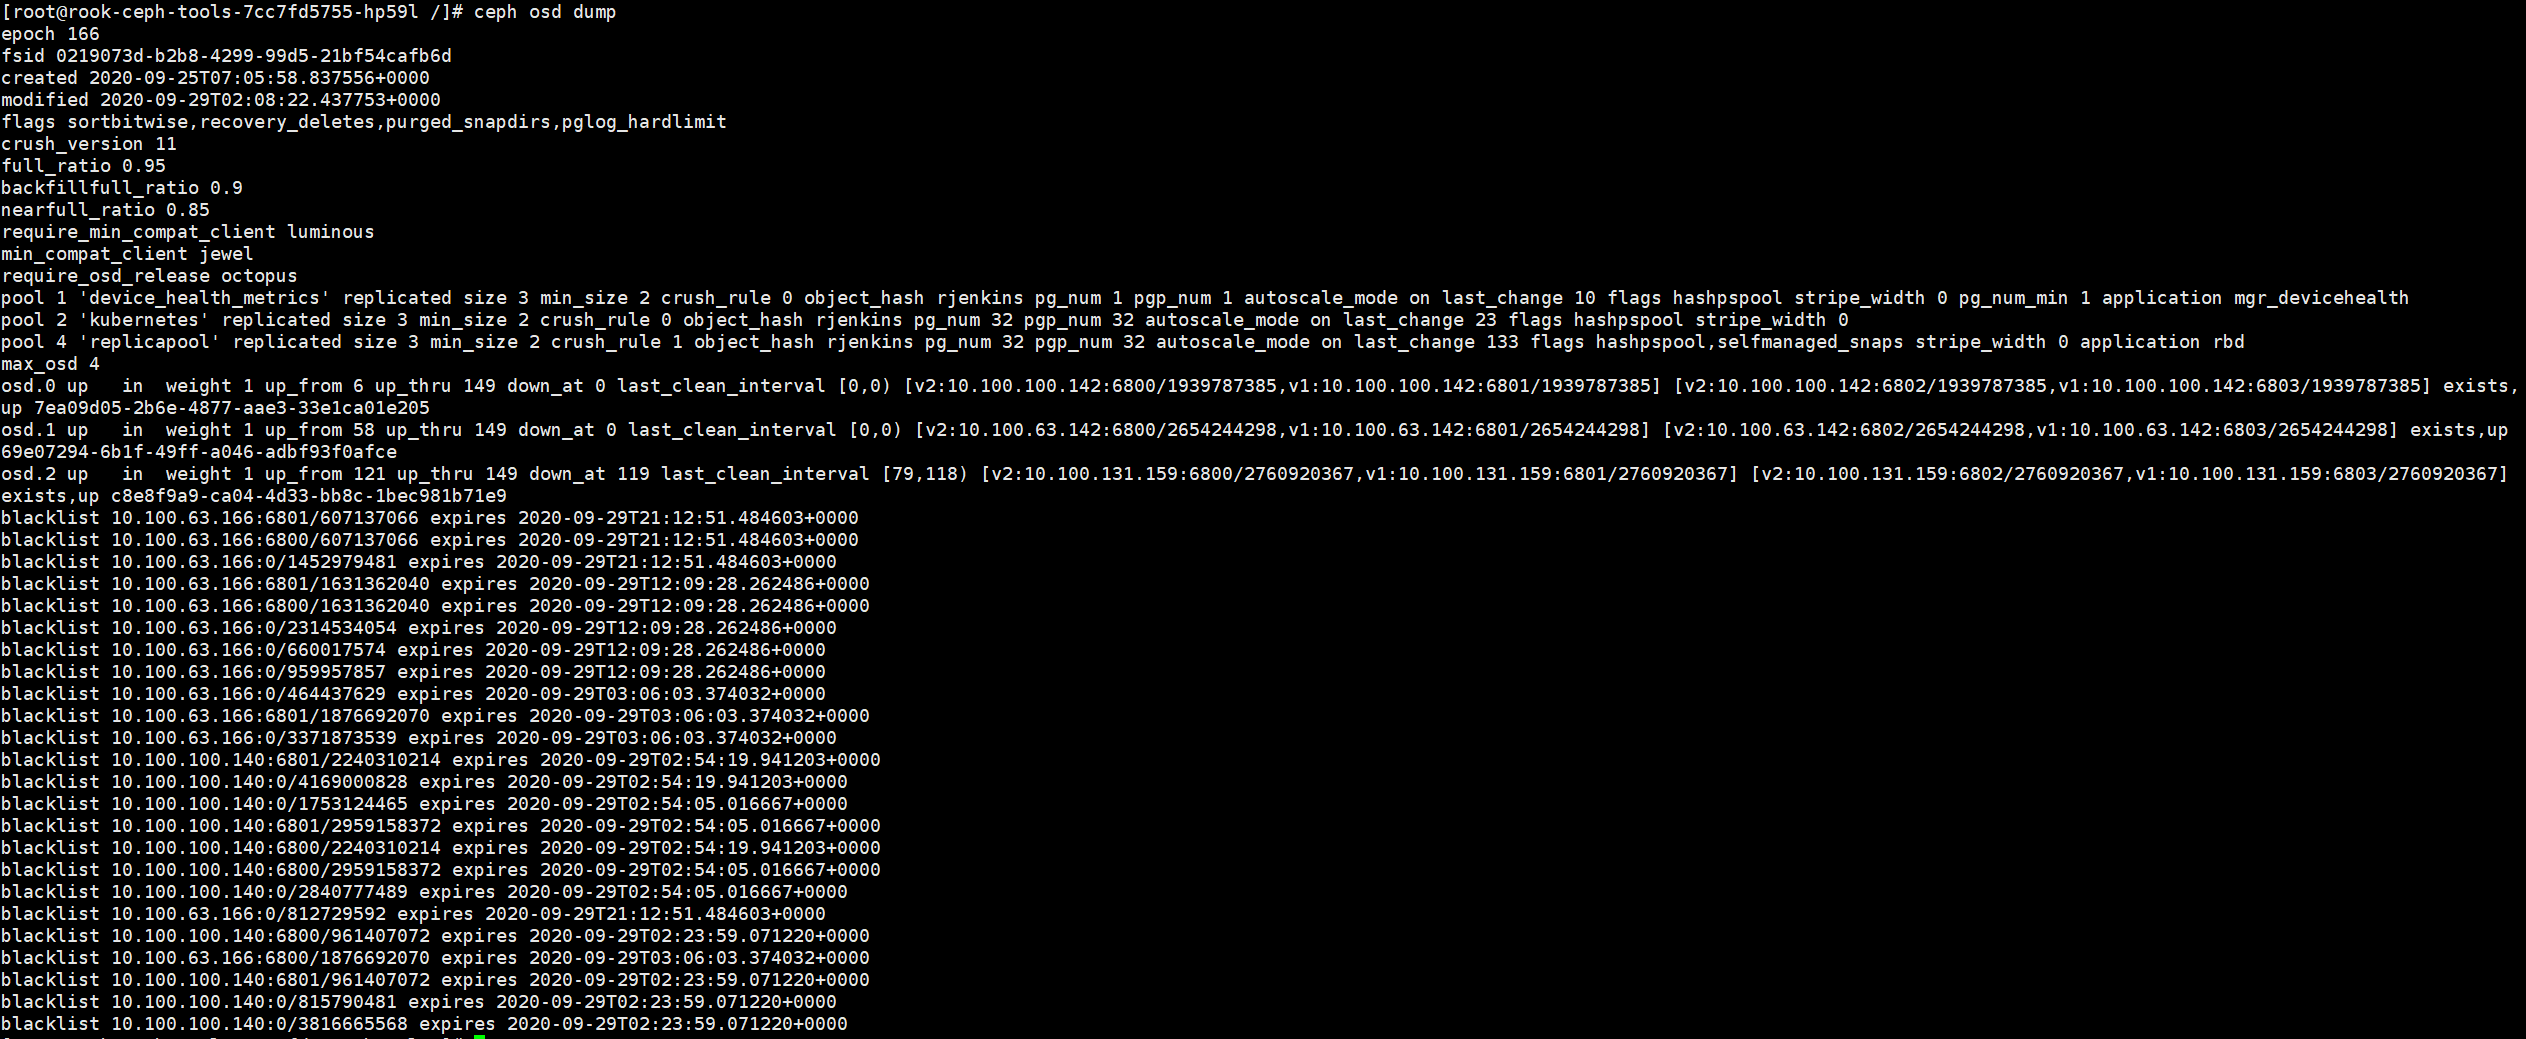 [root@rook-ceph-tools-7cc7fd5755-hp59l /]# ceph osd dump
epoch 166
fsid 0219073d-b2b8-4299-99d5-21bf54cafb6d
created 2020-09-25T07:05:58.837556+0000
modified 2020-09-29T02:08:22.437753+0000
flags sortbitwise,recovery_deletes,purged_snapdirs,pglog_hardlimit
crush_version 11
full_ratio 0.95
backfillfull_ratio 0.9
nearfull_ratio 0.85
require_min_compat_client luminous
min_compat_client jewel
require_osd_release octopus
pool 1 'device_health_metrics' replicated size 3 min_size 2 crush_rule 0 object_hash rjenkins pg_num 1 pgp_num 1 autoscale_mode on last_change 10 flags hashpspool stripe_width 0 pg_num_min 1 application mgr_devicehealth
pool 2 'kubernetes' replicated size 3 min_size 2 crush_rule 0 object_hash rjenkins pg_num 32 pgp_num 32 autoscale_mode on last_change 23 flags hashpspool stripe_width 0
pool 4 'replicapool' replicated size 3 min_size 2 crush_rule 1 object_hash rjenkins pg_num 32 pgp_num 32 autoscale_mode on last_change 133 flags hashpspool,selfmanaged_snaps stripe_width 0 application rbd
max_osd 4
osd.0 up   in  weight 1 up_from 6 up_thru 149 down_at 0 last_clean_interval [0,0) [v2:10.100.100.142:6800/1939787385,v1:10.100.100.142:6801/1939787385] [v2:10.100.100.142:6802/1939787385,v1:10.100.100.142:6803/1939787385] exists,
up 7ea09d05-2b6e-4877-aae3-33e1ca01e205
osd.1 up   in  weight 1 up_from 58 up_thru 149 down_at 0 last_clean_interval [0,0) [v2:10.100.63.142:6800/2654244298,v1:10.100.63.142:6801/2654244298] [v2:10.100.63.142:6802/2654244298,v1:10.100.63.142:6803/2654244298] exists,up
69e07294-6b1f-49ff-a046-adbf93f0afce
osd.2 up   in  weight 1 up_from 121 up_thru 149 down_at 119 last_clean_interval [79,118) [v2:10.100.131.159:6800/2760920367,v1:10.100.131.159:6801/2760920367] [v2:10.100.131.159:6802/2760920367,v1:10.100.131.159:6803/2760920367]
exists,up c8e8f9a9-ca04-4d33-bb8c-1bec981b71e9
blacklist 10.100.63.166:6801/607137066 expires 2020-09-29T21:12:51.484603+0000
blacklist 10.100.63.166:6800/607137066 expires 2020-09-29T21:12:51.484603+0000
blacklist 10.100.63.166:0/1452979481 expires 2020-09-29T21:12:51.484603+0000
blacklist 10.100.63.166:6801/1631362040 expires 2020-09-29T12:09:28.262486+0000
blacklist 10.100.63.166:6800/1631362040 expires 2020-09-29T12:09:28.262486+0000
blacklist 10.100.63.166:0/2314534054 expires 2020-09-29T12:09:28.262486+0000
blacklist 10.100.63.166:0/660017574 expires 2020-09-29T12:09:28.262486+0000
blacklist 10.100.63.166:0/959957857 expires 2020-09-29T12:09:28.262486+0000
blacklist 10.100.63.166:0/464437629 expires 2020-09-29T03:06:03.374032+0000
blacklist 10.100.63.166:6801/1876692070 expires 2020-09-29T03:06:03.374032+0000
blacklist 10.100.63.166:0/3371873539 expires 2020-09-29T03:06:03.374032+0000
blacklist 10.100.100.140:6801/2240310214 expires 2020-09-29T02:54:19.941203+0000
blacklist 10.100.100.140:0/4169000828 expires 2020-09-29T02:54:19.941203+0000
blacklist 10.100.100.140:0/1753124465 expires 2020-09-29T02:54:05.016667+0000
blacklist 10.100.100.140:6801/2959158372 expires 2020-09-29T02:54:05.016667+0000
blacklist 10.100.100.140:6800/2240310214 expires 2020-09-29T02:54:19.941203+0000
blacklist 10.100.100.140:6800/2959158372 expires 2020-09-29T02:54:05.016667+0000
blacklist 10.100.100.140:0/2840777489 expires 2020-09-29T02:54:05.016667+0000
blacklist 10.100.63.166:0/812729592 expires 2020-09-29T21:12:51.484603+0000
blacklist 10.100.100.140:6800/961407072 expires 2020-09-29T02:23:59.071220+0000
blacklist 10.100.63.166:6800/1876692070 expires 2020-09-29T03:06:03.374032+0000
blacklist 10.100.100.140:6801/961407072 expires 2020-09-29T02:23:59.071220+0000
blacklist 10.100.100.140:0/815790481 expires 2020-09-29T02:23:59.071220+0000
blacklist 10.100.100.140:0/3816665568 expires 2020-09-29T02:23:59.071220+0000